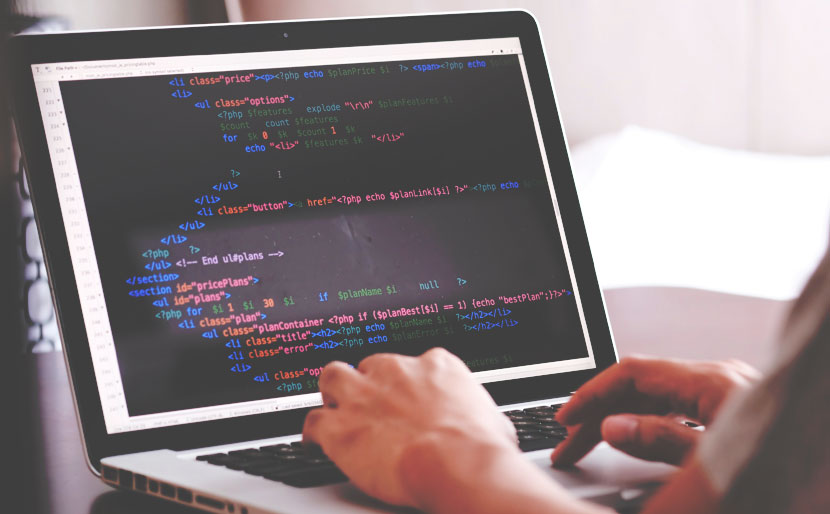 <li class="price"><p><?php echo $planPrice $i ?> <span><?php echo
<li>
<ul class="options">
<?php $features explode "\r\n" $planFeatures $i
$count count $features
for $k 0 $k $count 1 $k
echo "<li>" $features $k "</li>"
?>
</ul>
</li>
<li class="button"><a href="<?php echo $planLink[$i] ?>" <?php echo
</ul>
</li>
<?php ?>
</ul> <!-- End ul#plans -->
</section>
<section id="pricePlans">
<ul id="plans">
<?php for $i 1 $i 30 $i if $planName $i null ?>
<li class="plan">
<ul class="planContainer <?php if ($planBest[$i] == 1) {echo "bestPlan";}?>">
<li class="title"><h2><?php echo $planName $i ?></h2></li>
<li class="error"><h2><?php echo $planError $i ?></h2></li>
<li>
<ul class="opt
<?php $f eatures $i